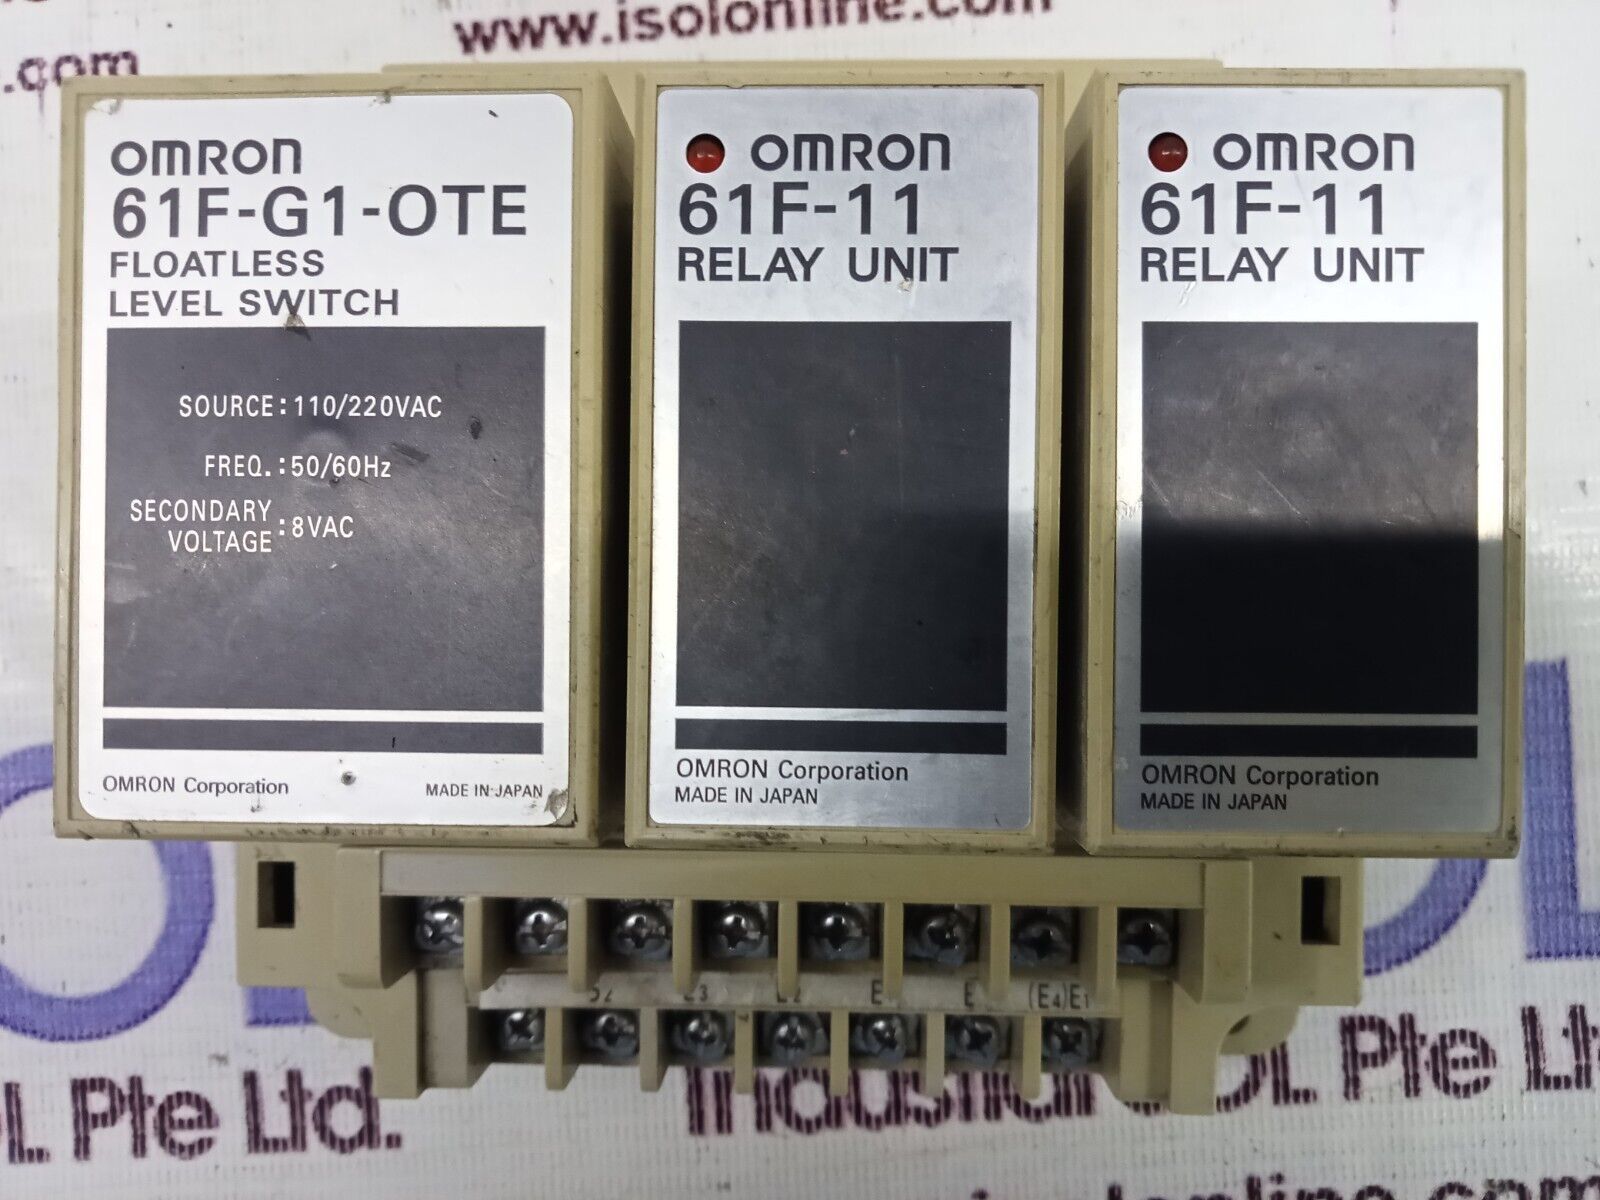 www.isolonline.com
.com
OMRON
61F-G1-OTE
FLOATLESS
LEVEL SWITCH
SOURCE: 110/220VAC
FREQ. : 50/60Hz
SECONDARY
VOLTAGE : 8VAC
OMRON Corporation
MADE IN JAPAN
OMRON
61F-11
RELAY UNIT
OMRON Corporation
MADE IN JAPAN
OMRON
61F-11
RELAY UNIT
OMRON Corporation
MADE IN JAPAN
(E4)E1
L Pte Ltd.
Pte Lt